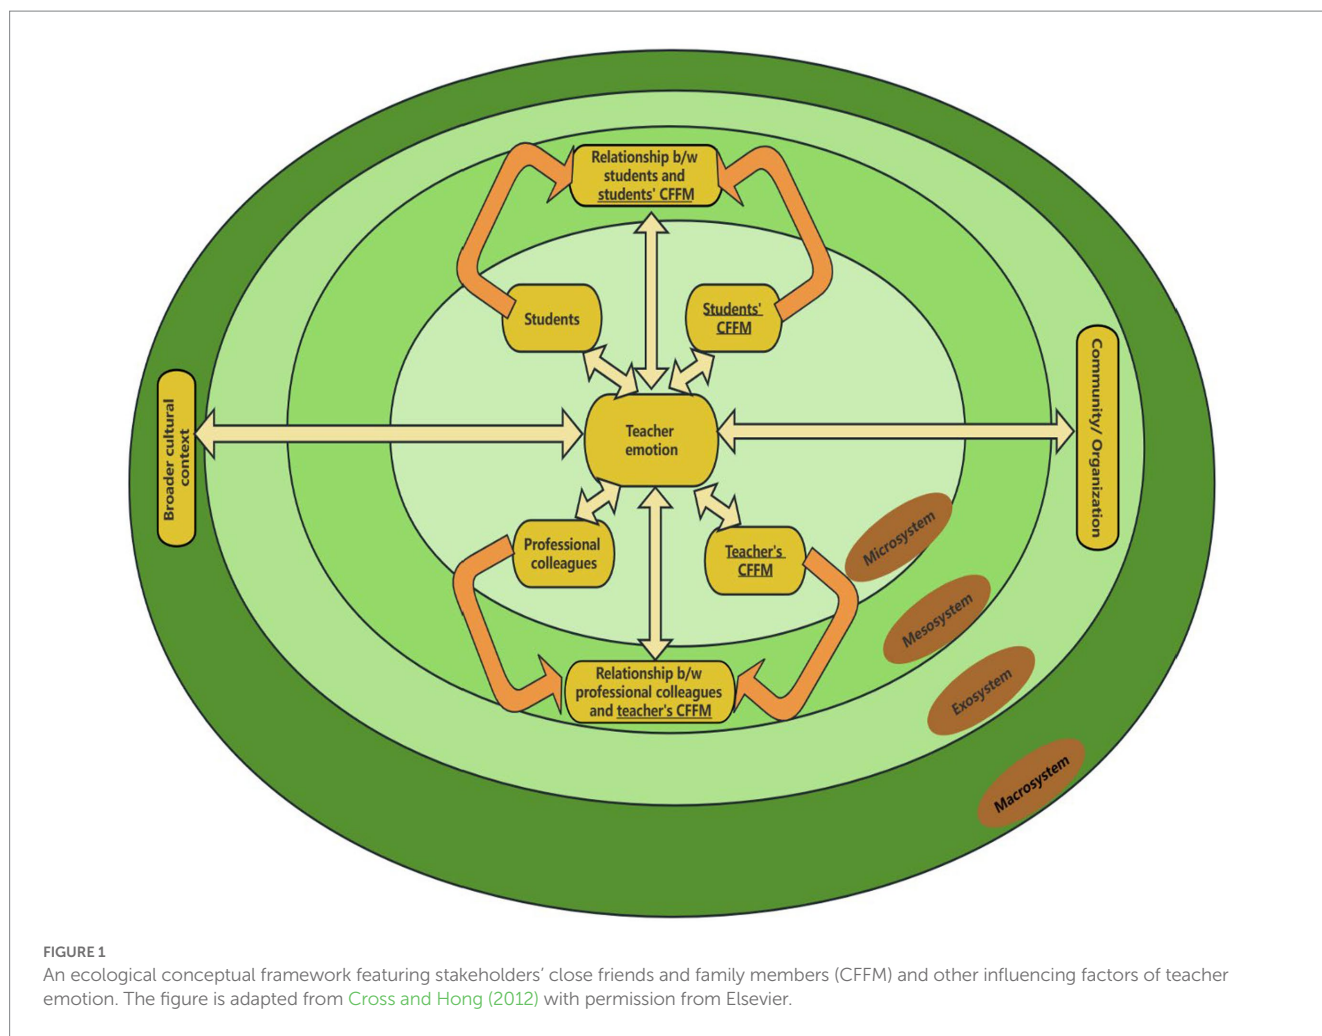 Relationship b/w
students and
students' CFFM
Students
Students'
CFFM
Teacher
emotion
Broader cultural
context
Community/ Organization
Professional
colleagues
Teacher's
CFFM
Relationship b/w
professional colleagues
and teacher's CFFM
Microsystem
Mesosystem
Exosystem
Macrosystem
FIGURE 1
An ecological conceptual framework featuring stakeholders’ close friends and family members (CFFM) and other influencing factors of teacher
emotion. The figure is adapted from Cross and Hong (2012) with permission from Elsevier.